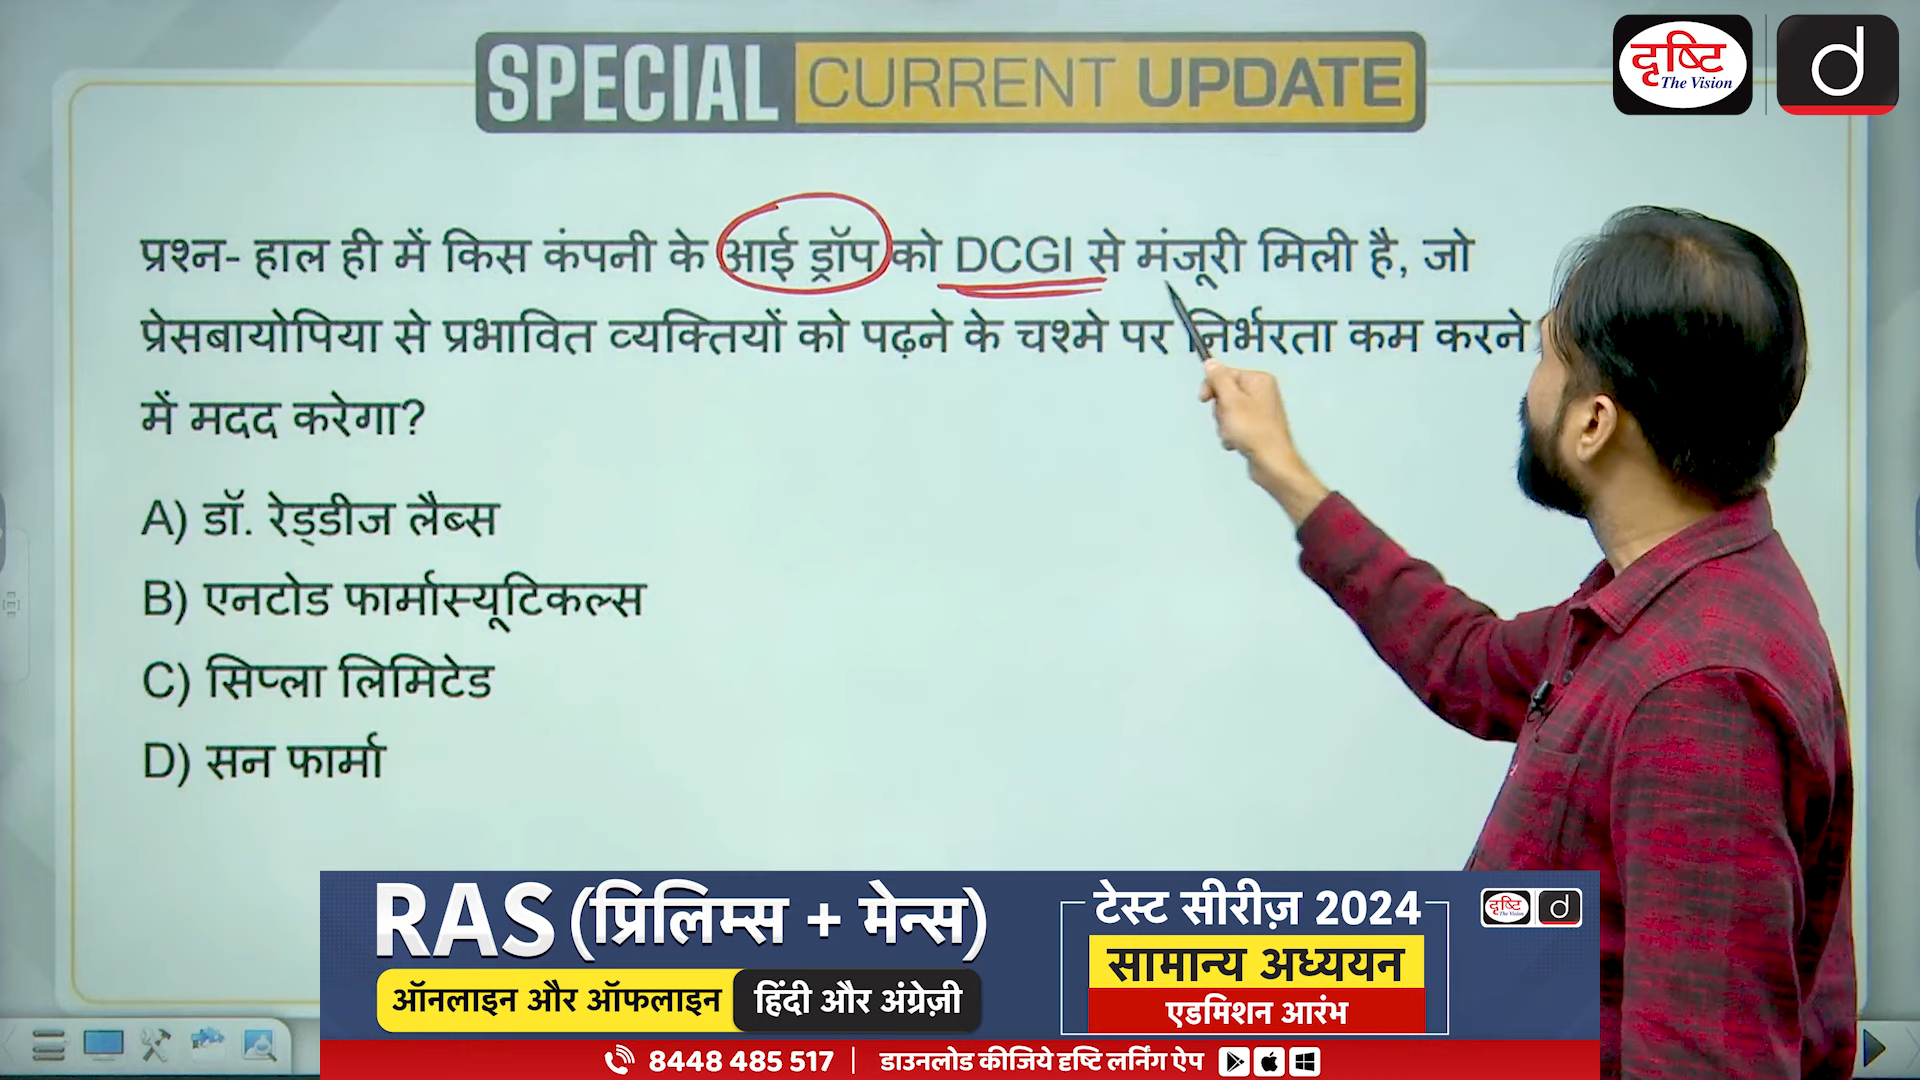 SPECIAL CURRENT UPDATE
दृष्टि
The Vision
d
प्रश्न- हाल ही में किस कंपनी के आई ड्रॉप को DCGI से मंजूरी मिली है, जो
प्रेसबायोपिया से प्रभावित व्यक्तियों को पढ़ने के चश्मे पर निर्भरता कम करने
में मदद करेगा?
A) डॉ. रेड्डीज लैब्स
B) एनटोड फार्मास्यूटिकल्स
C) सिप्ला लिमिटेड
D) सन फार्मा
RAS (प्रिलिम्स + मेन्स)
ऑनलाइन और ऑफलाइन हिंदी और अंग्रेज़ी
टेस्ट सीरीज़ 2024
सामान्य अध्ययन
एडमिशन आरंभ
दृष्टि
The Vision
d
8448 485 517 | डाउनलोड कीजिये दृष्टि लर्निंग ऐप